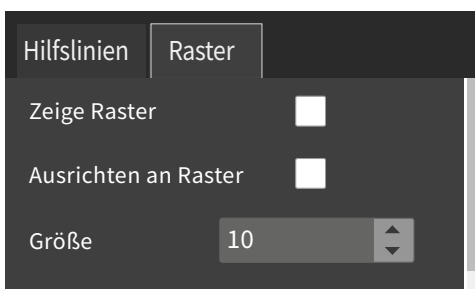 Hilfslinien Raster
Zeige Raster
Ausrichten an Raster
Größe 10